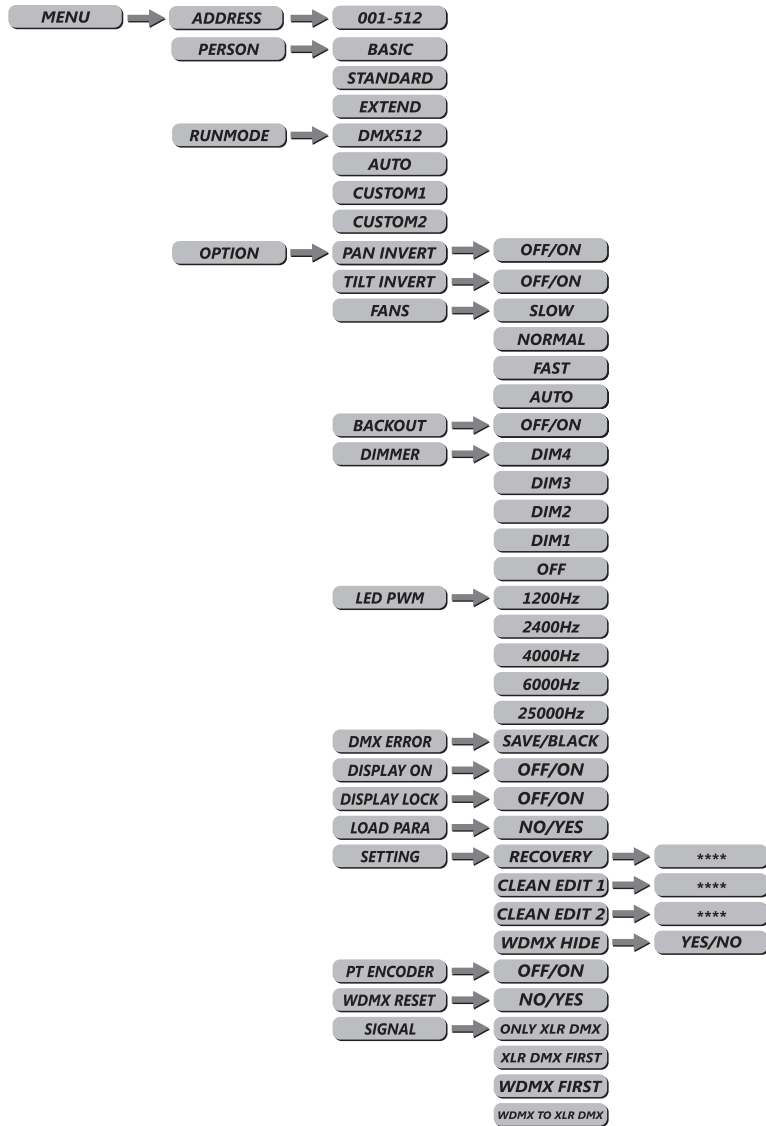 MENU ADDRESS 001-512
PERSON BASIC
STANDARD
EXTEND
RUNMODE DMX512
AUTO
CUSTOM1
CUSTOM2
OPTION PAN INVERT OFF/ON
TILT INVERT OFF/ON
FANS SLOW
NORMAL
FAST
AUTO
BACKOUT OFF/ON
DIMMER DIM4
DIM3
DIM2
DIM1
OFF
LED PWM 1200Hz
2400Hz
4000Hz
6000Hz
25000Hz
DMX ERROR SAVE/BLACK
DISPLAY ON OFF/ON
DISPLAY LOCK OFF/ON
LOAD PARA NO/YES
SETTING RECOVERY ****
CLEAN EDIT 1 ****
CLEAN EDIT 2 ****
WDMX HIDE YES/NO
PT ENCODER OFF/ON
WDMX RESET NO/YES
SIGNAL ONLY XLR DMX
XLR DMX FIRST
WDMX FIRST
WDMX TO XLR DMX